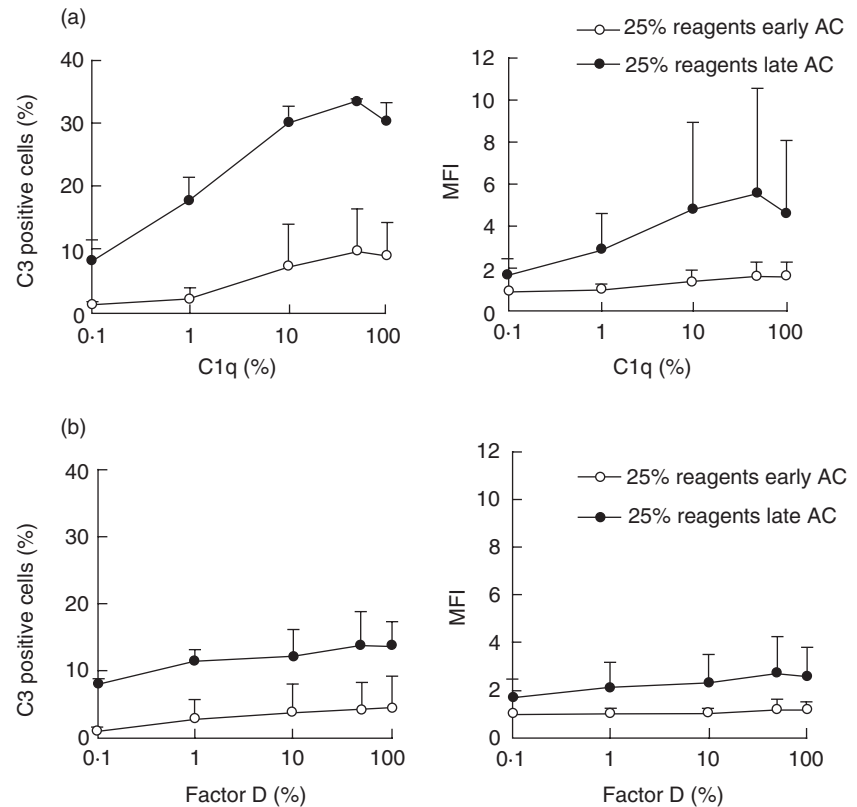 (a)
25% reagents early AC
25% reagents late AC
C3 positive cells (%)
40
30
20
10
0
0·1
1
10
100
C1q (%)
MFI
12
10
8
6
4
2
0
0·1
1
10
100
C1q (%)
(b)
C3 positive cells (%)
40
30
20
10
0
0·1
1
10
100
Factor D (%)
25% reagents early AC
25% reagents late AC
MFI
12
10
8
6
4
2
0
0·1
1
10
100
Factor D (%)